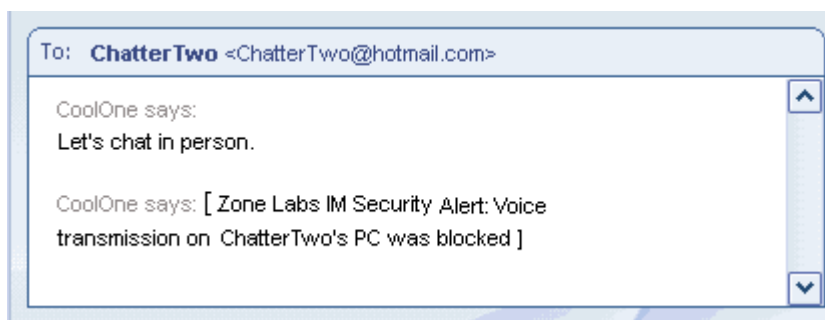 To: ChatterTwo <ChatterTwo@hotmail.com>
CoolOne says:
Let's chat in person.
CoolOne says: [ Zone Labs IM Security Alert: Voice
transmission on ChatterTwo's PC was blocked ]